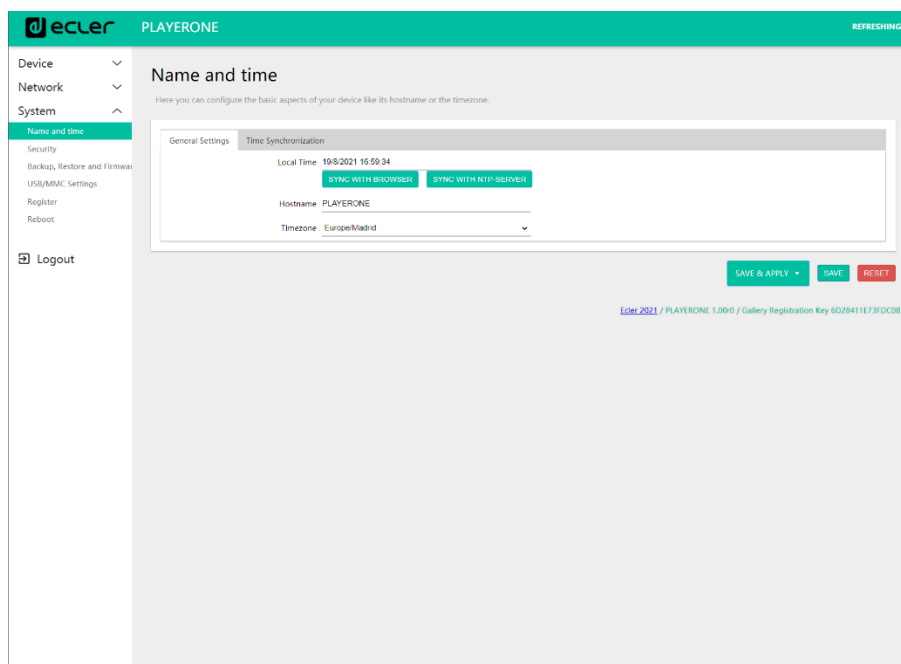 ecler PLAYERONE REFRESHING
Device
Network
System
Name and time
Security
Backup, Restore and Firmwar
USB/MMC Settings
Register
Reboot
Logout
Name and time
Here you can configure the basic aspects of your device like its hostname or the timezone.
General Settings Time Synchronization
Local Time 19/8/2021 16:59:34
SYNC WITH BROWSER SYNC WITH NTP-SERVER
Hostname PLAYERONE
Timezone Europe/Madrid
SAVE & APPLY SAVE RESET
Ecler 2021 / PLAYERONE 1.00r0 / Gallery Registration Key 6D28411E73FDC0B